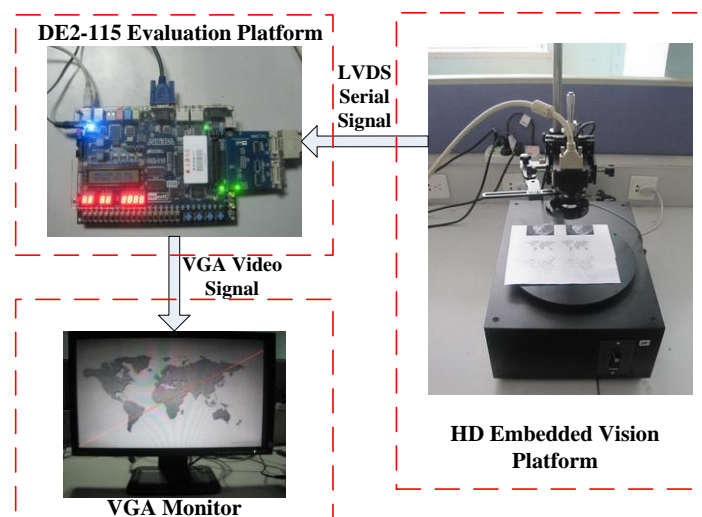 DE2-115 Evaluation Platform
LVDS
Serial
Signal
VGA Video
Signal
HD Embedded Vision
Platform
VGA Monitor